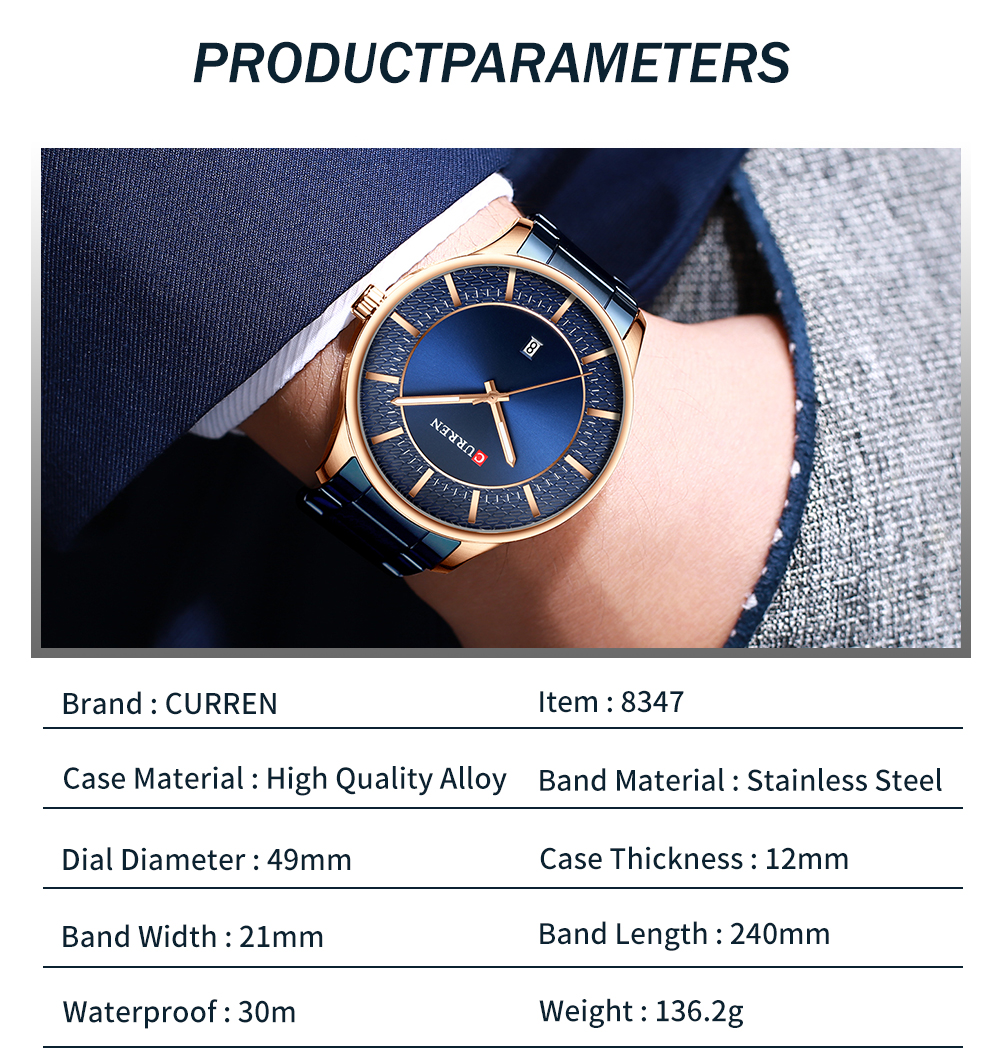 PRODUCTPARAMETERS
8
CURREN
Brand : CURREN
Item : 8347
Case Material : High Quality Alloy
Band Material : Stainless Steel
Dial Diameter : 49mm
Case Thickness : 12mm
Band Width : 21mm
Band Length : 240mm
Waterproof : 30m
Weight : 136.2g